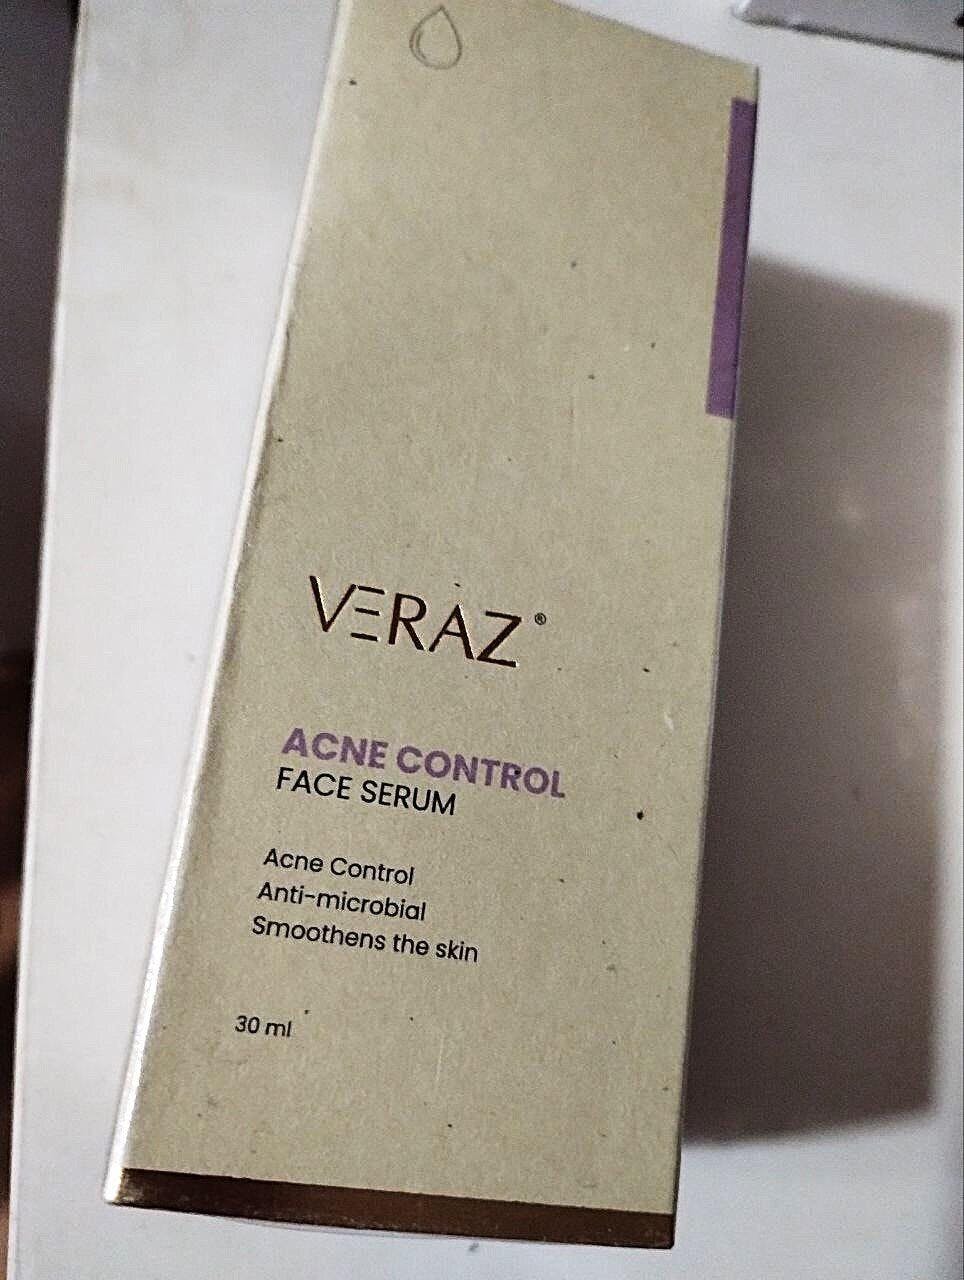 VERAZ®
ACNE CONTROL
FACE SERUM
Acne Control
Anti-microbial
Smoothens the skin
30 ml